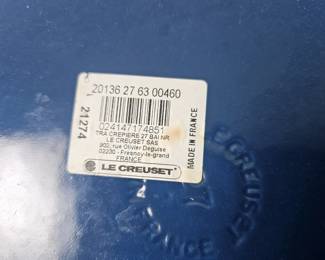 20136 27 63 00460
024147174851
TRA CREPIERE 27 BAI NR
LE CREUSET SAS
902, rue Olivier Deguise
02230 - Fresnoy-le-grand
FRANCE
LE CREUSET
21274
MADE IN FRANCE
LE CREUSET
27
FRANCE